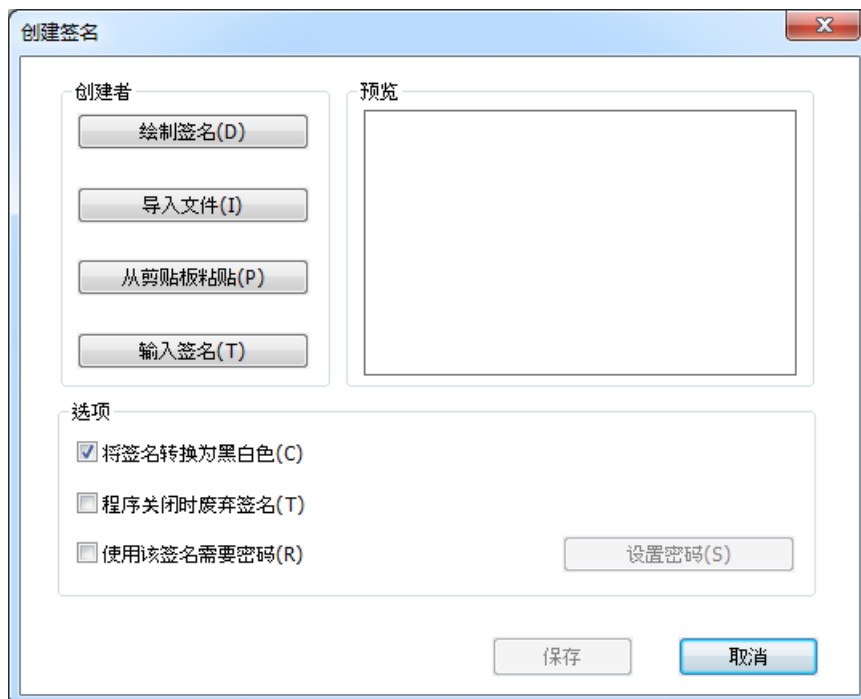 创建签名
创建者
预览
绘制签名(D)
导入文件(I)
从剪贴板粘贴(P)
输入签名(T)
选项
将签名转换为黑白色(C)
程序关闭时废弃签名(T)
使用该签名需要密码(R)
设置密码(S)
保存
取消